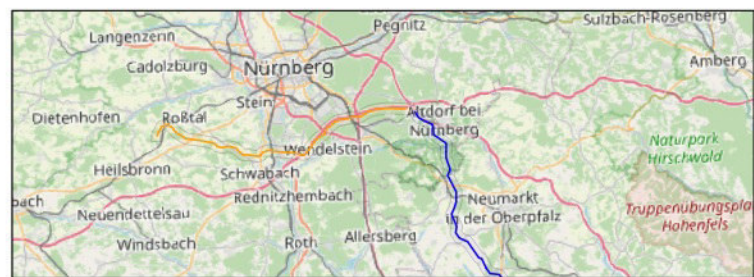 Pegnitz
Sulzbach-Rosenberg
Langenzenn
Cadolzburg
Nürnberg
Amberg
Stein
Dietenhofen
Roßtal
Altdorf bei
Nürnberg
Naturpark
Hirschwald
Wendelstein
Heilsbronn
Schwabach
Rednitzhembach
Neumarkt
in der Oberpfalz
bach
Neuendettelsau
Truppenübungspla
Hohenfels
Windsbach
Roth
Allersberg